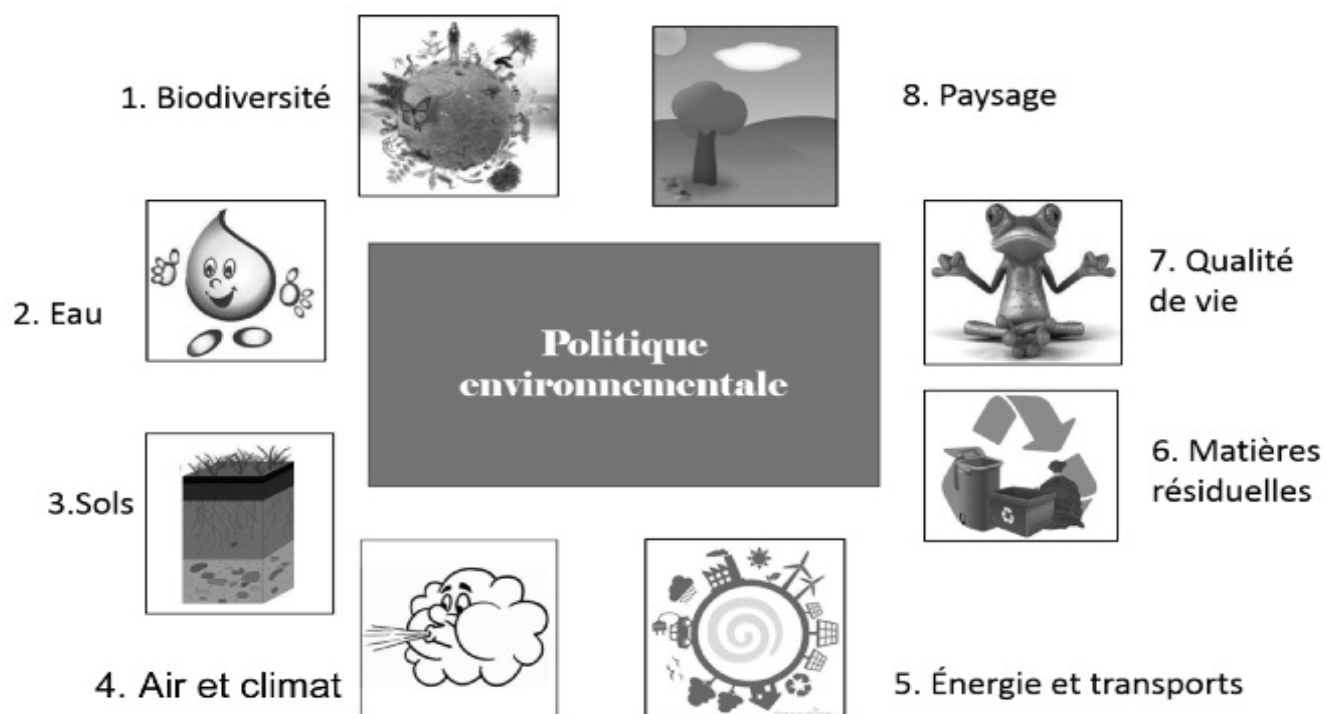 1. Biodiversité
8. Paysage
2. Eau
7. Qualité
de vie
Politique
environnementale
3.Sols
6. Matières
résiduelles
4. Air et climat
5. Énergie et transports